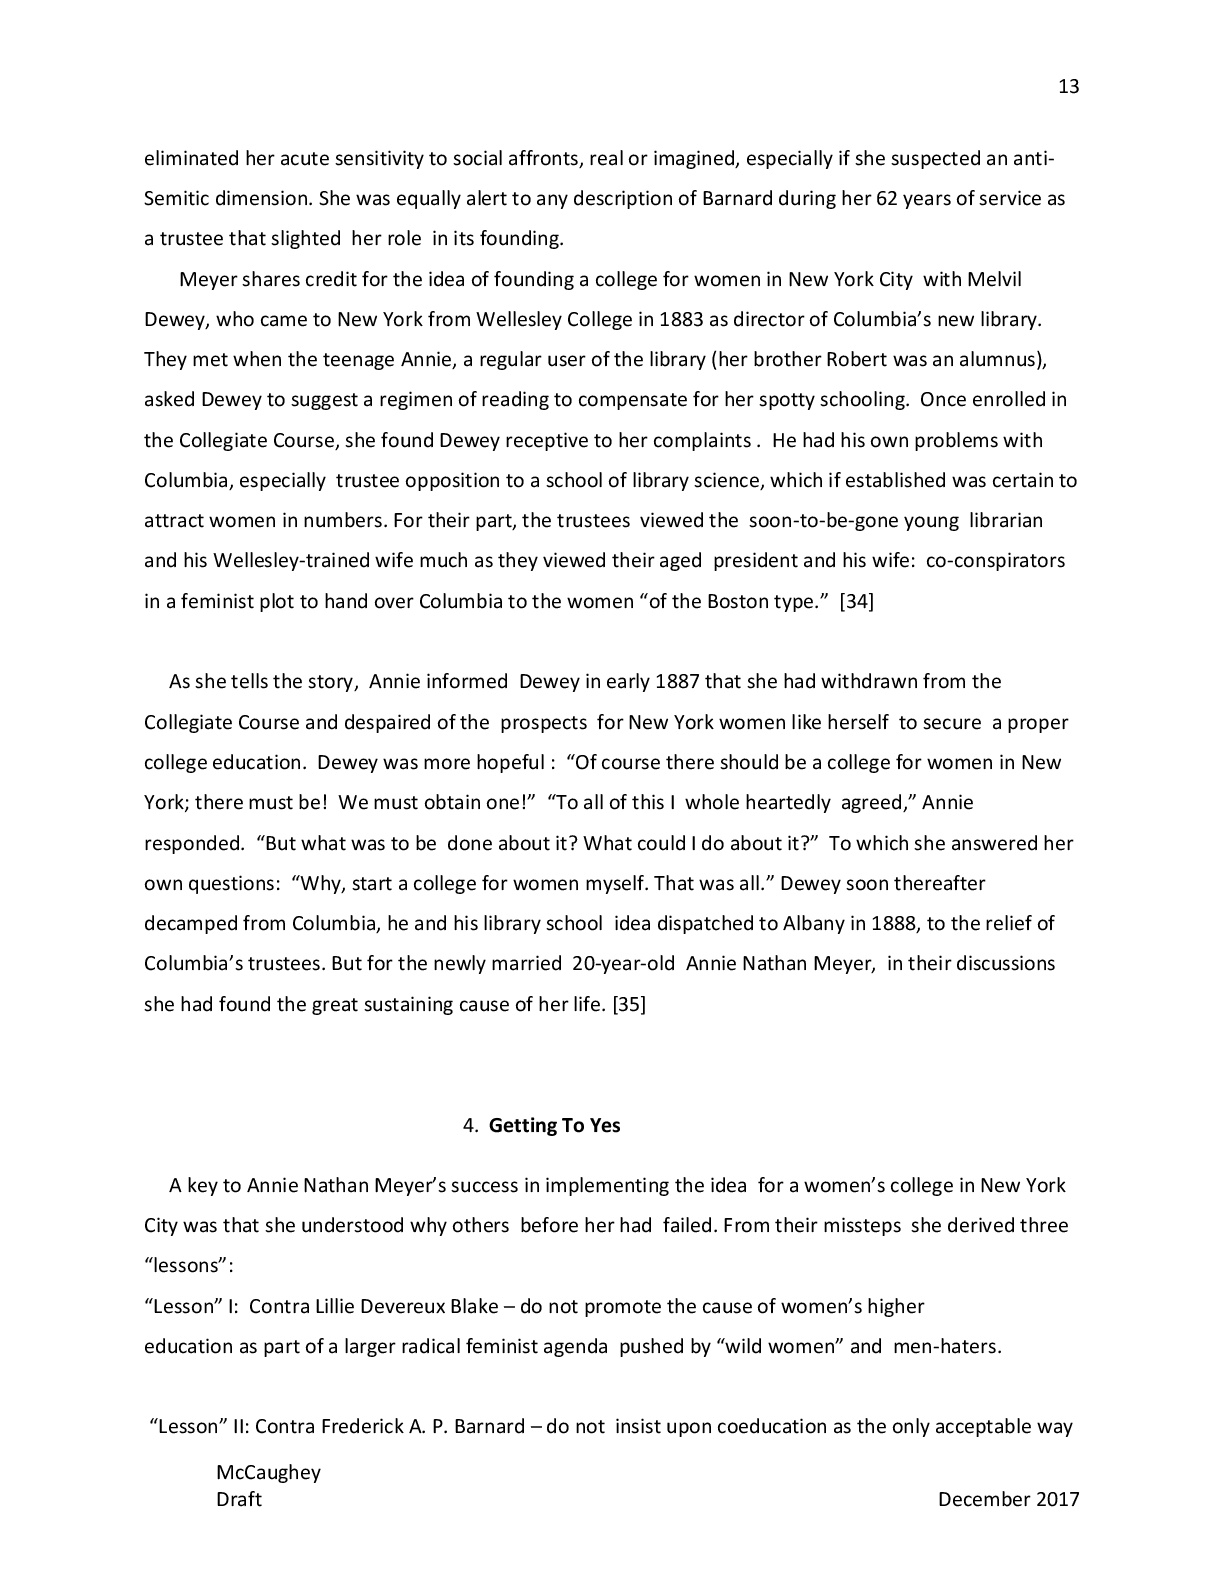 13
eliminated her acute sensitivity to social affronts, real or imagined, especially if she suspected an anti-
Semitic dimension. She was equally alert to any description of Barnard during her 62 years of service as
a trustee that slighted her role in its founding.
Meyer shares credit for the idea of founding a college for women in New York City with Melvil
Dewey, who came to New York from Wellesley College in 1883 as director of Columbia’s new library.
They met when the teenage Annie, a regular user of the library (her brother Robert was an alumnus),
asked Dewey to suggest a regimen of reading to compensate for her spotty schooling. Once enrolled in
the Collegiate Course, she found Dewey receptive to her complaints . He had his own problems with
Columbia, especially trustee opposition to a school of library science, which if established was certain to
attract women in numbers. For their part, the trustees viewed the soon-to-be-gone young librarian
and his Wellesley-trained wife much as they viewed their aged president and his wife: co-conspirators
in a feminist plot to hand over Columbia to the women “of the Boston type.” [34]
As she tells the story, Annie informed Dewey in early 1887 that she had withdrawn from the
Collegiate Course and despaired of the prospects for New York women like herself to secure a proper
college education. Dewey was more hopeful : “Of course there should be a college for women in New
York; there must be! We must obtain one!” “To all of this I whole heartedly agreed,” Annie
responded. “But what was to be done about it? What could I do about it?” To which she answered her
own questions: “Why, start a college for women myself. That was all.” Dewey soon thereafter
decamped from Columbia, he and his library school idea dispatched to Albany in 1888, to the relief of
Columbia’s trustees. But for the newly married 20-year-old Annie Nathan Meyer, in their discussions
she had found the great sustaining cause of her life. [35]
4. Getting To Yes
A key to Annie Nathan Meyer’s success in implementing the idea for a women’s college in New York
City was that she understood why others before her had failed. From their missteps she derived three
“lessons”:
“Lesson” I: Contra Lillie Devereux Blake – do not promote the cause of women’s higher
education as part of a larger radical feminist agenda pushed by “wild women” and men-haters.
“Lesson” II: Contra Frederick A. P. Barnard – do not insist upon coeducation as the only acceptable way
McCaughey
Draft December 2017